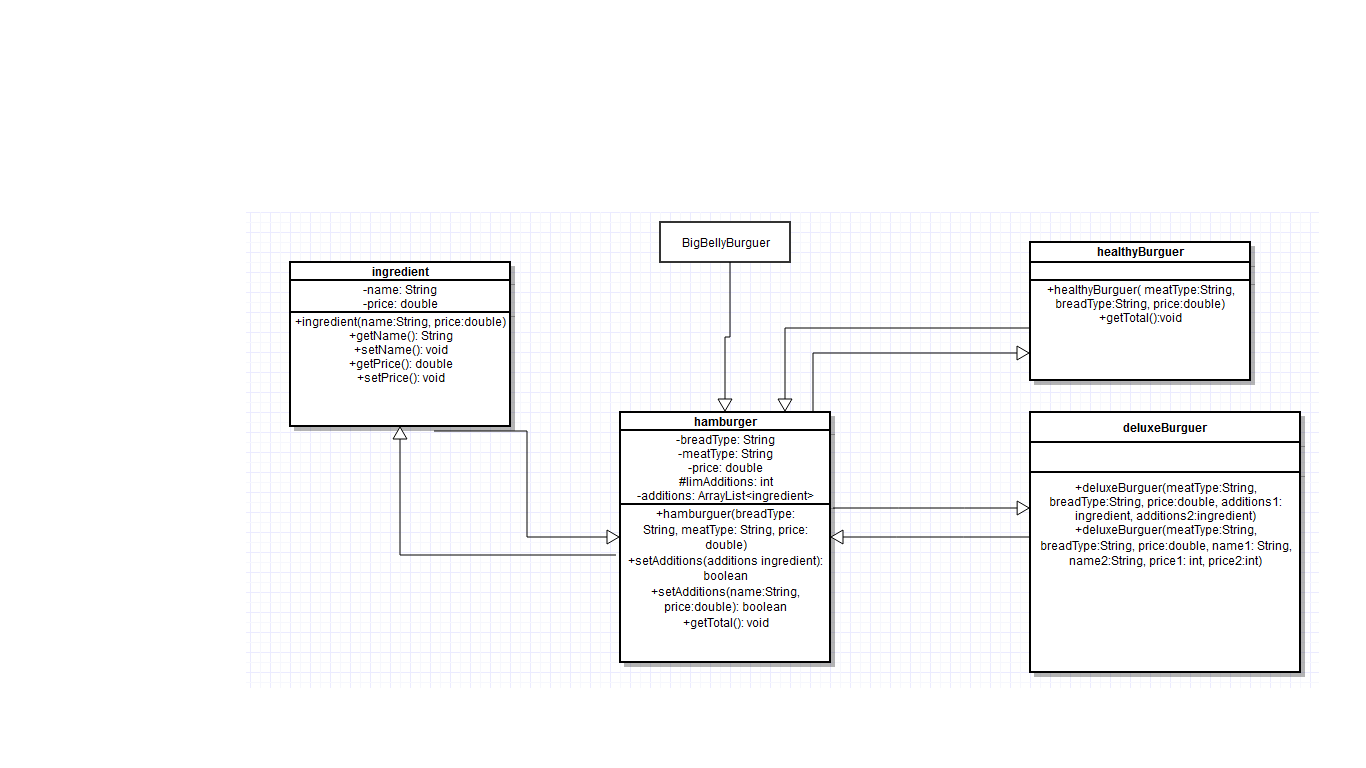 BigBellyBurguer
ingredient
-name: String
-price: double
+ingredient(name:String, price:double)
+getName(): String
+setName(): void
+getPrice(): double
+setPrice(): void
hamburger
-breadType: String
-meatType: String
-price: double
#limAdditions: int
-additions: ArrayList<ingredient>
+hamburguer(breadType:
String, meatType: String, price:
double)
+setAdditions(additions ingredient):
boolean
+setAdditions(name:String,
price:double): boolean
+getTotal(): void
healthyBurguer
+healthyBurguer( meatType:String,
breadType:String, price:double)
+getTotal():void
deluxeBurguer
+deluxeBurguer(meatType:String,
breadType:String, price:double, additions1:
ingredient, additions2:ingredient)
+deluxeBurguer(meatType:String,
breadType:String, price:double, name1: String,
name2:String, price1: int, price2:int)